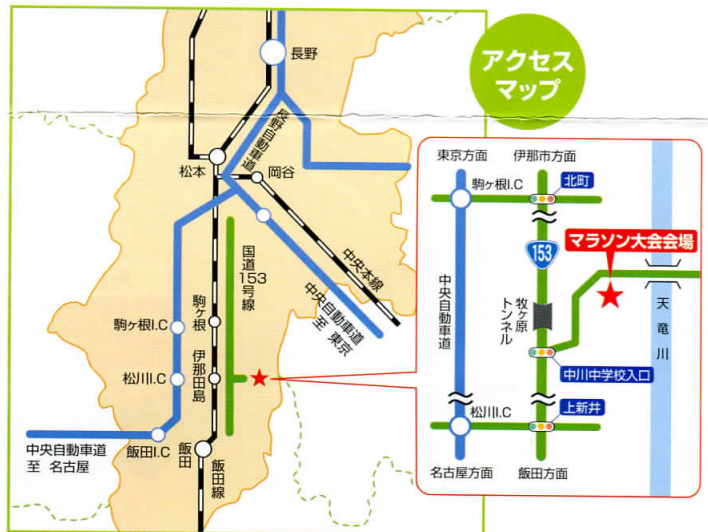 アクセス
マップ
長野
長野自動車道
松本
岡谷
国道153号線
中央本線
中央自動車道
至 東京
駒ヶ根
駒ヶ根I.C
伊那田島
松川I.C
飯田I.C
飯田
飯田線
中央自動車道
至 名古屋
東京方面
伊那市方面
駒ヶ根I.C
北町
153
マラソン大会会場
中央自動車道
牧ヶ原
トンネル
天竜川
中川中学校入口
松川I.C
上新井
名古屋方面
飯田方面